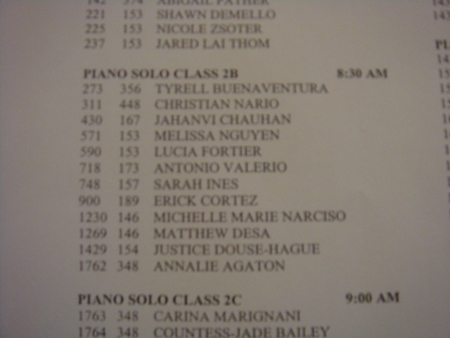 142 374 ABIGAIL PATHER
221 153 SHAWN DEMELLO
225 153 NICOLE ZSOTER
237 153 JARED LAI THOM
PIANO SOLO CLASS 2B 8:30 AM
273 356 TYRELL BUENAVENTURA
311 448 CHRISTIAN NARIO
430 167 JAHANVI CHAUHAN
571 153 MELISSA NGUYEN
590 153 LUCIA FORTIER
718 173 ANTONIO VALERIO
748 157 SARAH INES
900 189 ERICK CORTEZ
1230 146 MICHELLE MARIE NARCISO
1269 146 MATTHEW DESA
1429 154 JUSTICE DOUSE-HAGUE
1762 348 ANNALIE AGATON
PIANO SOLO CLASS 2C 9:00 AM
1763 348 CARINA MARIGNANI
1764 348 COUNTESS-JADE BAILEY